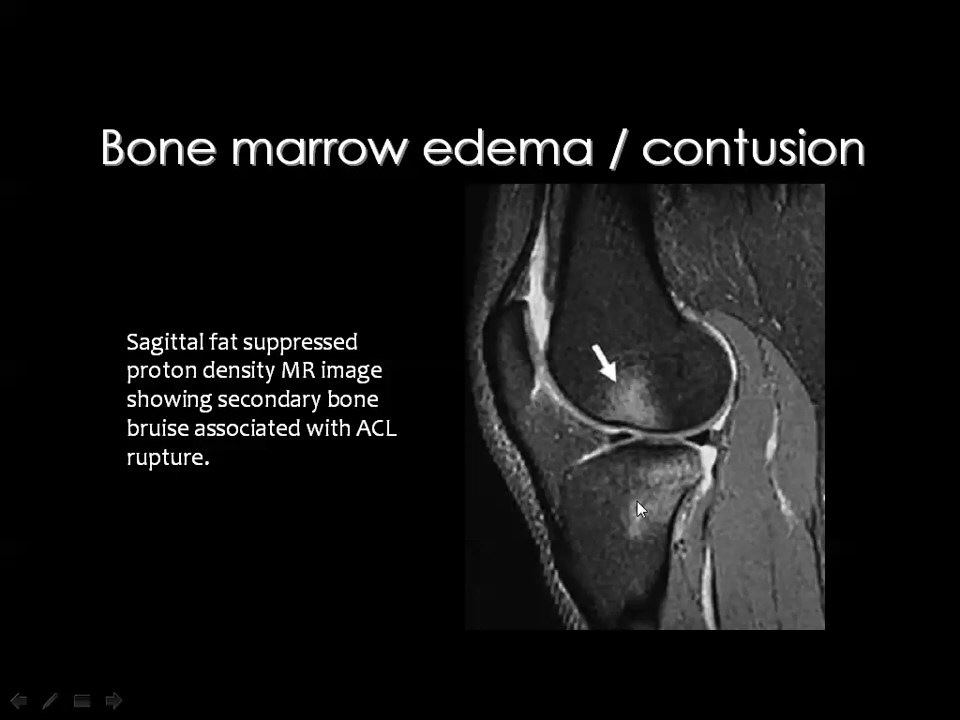 Bone marrow edema / contusion
Sagittal fat suppressed
proton density MR image
showing secondary bone
bruise associated with ACL
rupture.